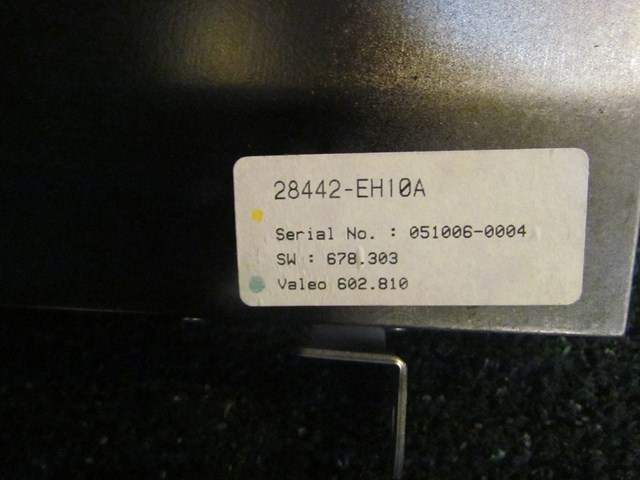 28442-EH10A
Serial No. : 051006-0004
SW : 678.303
Valeo 602.810